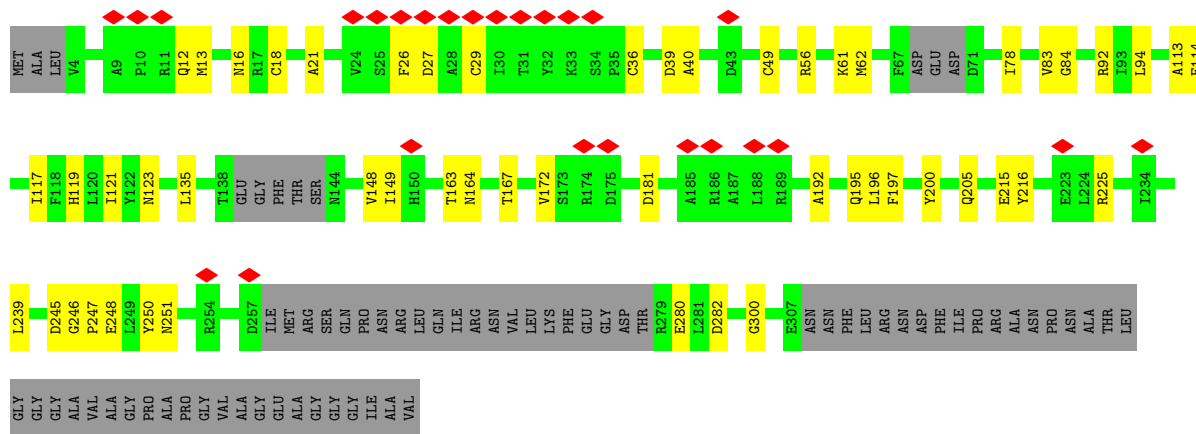 MET ALA LEU V4 A9 P10 R11 Q12 M13 N16 R17 C18 A21 V24 S25 F26 D27 A28 C29 I30 T31 Y32 K33 S34 P35 C36 D39 A40 D43 C49 R56 K61 M62 F67 ASP GLU ASP D71 I78 V83 G84 R92 I93 L94 A113
I117 F118 H119 L120 I121 Y122 N123 L135 T138 GLU GLY PHE THR SER N144 V148 I149 H150 T163 N164 T167 V172 S173 R174 D175 D181 A185 R186 A187 L188 R189 A192 Q195 L196 F197 Y200 Q205 E215 Y216 E223 L224 R225 I234
L239 D245 G246 P247 E248 L249 Y250 N251 R254 D257 ILE MET ARG SER GLN PRO ASN ARG LEU GLN ILE ARG ASN VAL LEU LYS PHE GLU GLY ASP THR R279 E280 L281 D282 G300 E307 ASN ASN PHE LEU ARG ASN ASP PHE ILE PRO ARG ALA ASN PRO ASN ALA THR LEU
GLY GLY GLY ALA VAL ALA GLY PRO ALA PRO GLY VAL ALA GLY GLU ALA GLY GLY GLY ILE ALA VAL